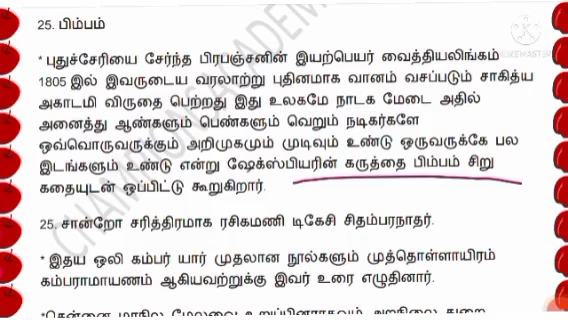 25. பிம்பம்
* புதுச்சேரியை சேர்ந்த பிரபஞ்சனின் இயற்பெயர் வைத்தியலிங்கம்
1805 இல் இவருடைய வரலாற்று புதினமாக வானம் வசப்படும் சாகித்ய
அகாடமி விருதை பெற்றது இது உலகமே நாடக மேடை அதில்
அனைத்து ஆண்களும் பெண்களும் வெறும் நடிகர்களே
ஒவ்வொருவருக்கும் அறிமுகமும் முடிவும் உண்டு ஒருவருக்கே பல
இடங்களும் உண்டு என்று ஷேக்ஸ்பியரின் கருத்தை பிம்பம் சிறு
கதையுடன் ஒப்பிட்டு கூறுகிறார்.
25. சான்றோ சரித்திரமாக ரசிகமணி டிகேசி சிதம்பரநாதர்.
* இதய ஒலி கம்பர் யார் முதலான நூல்களும் முத்தொள்ளாயிரம்
கம்பராமாயணம் ஆகியவற்றுக்கு இவர் உரை எழுதினார்.